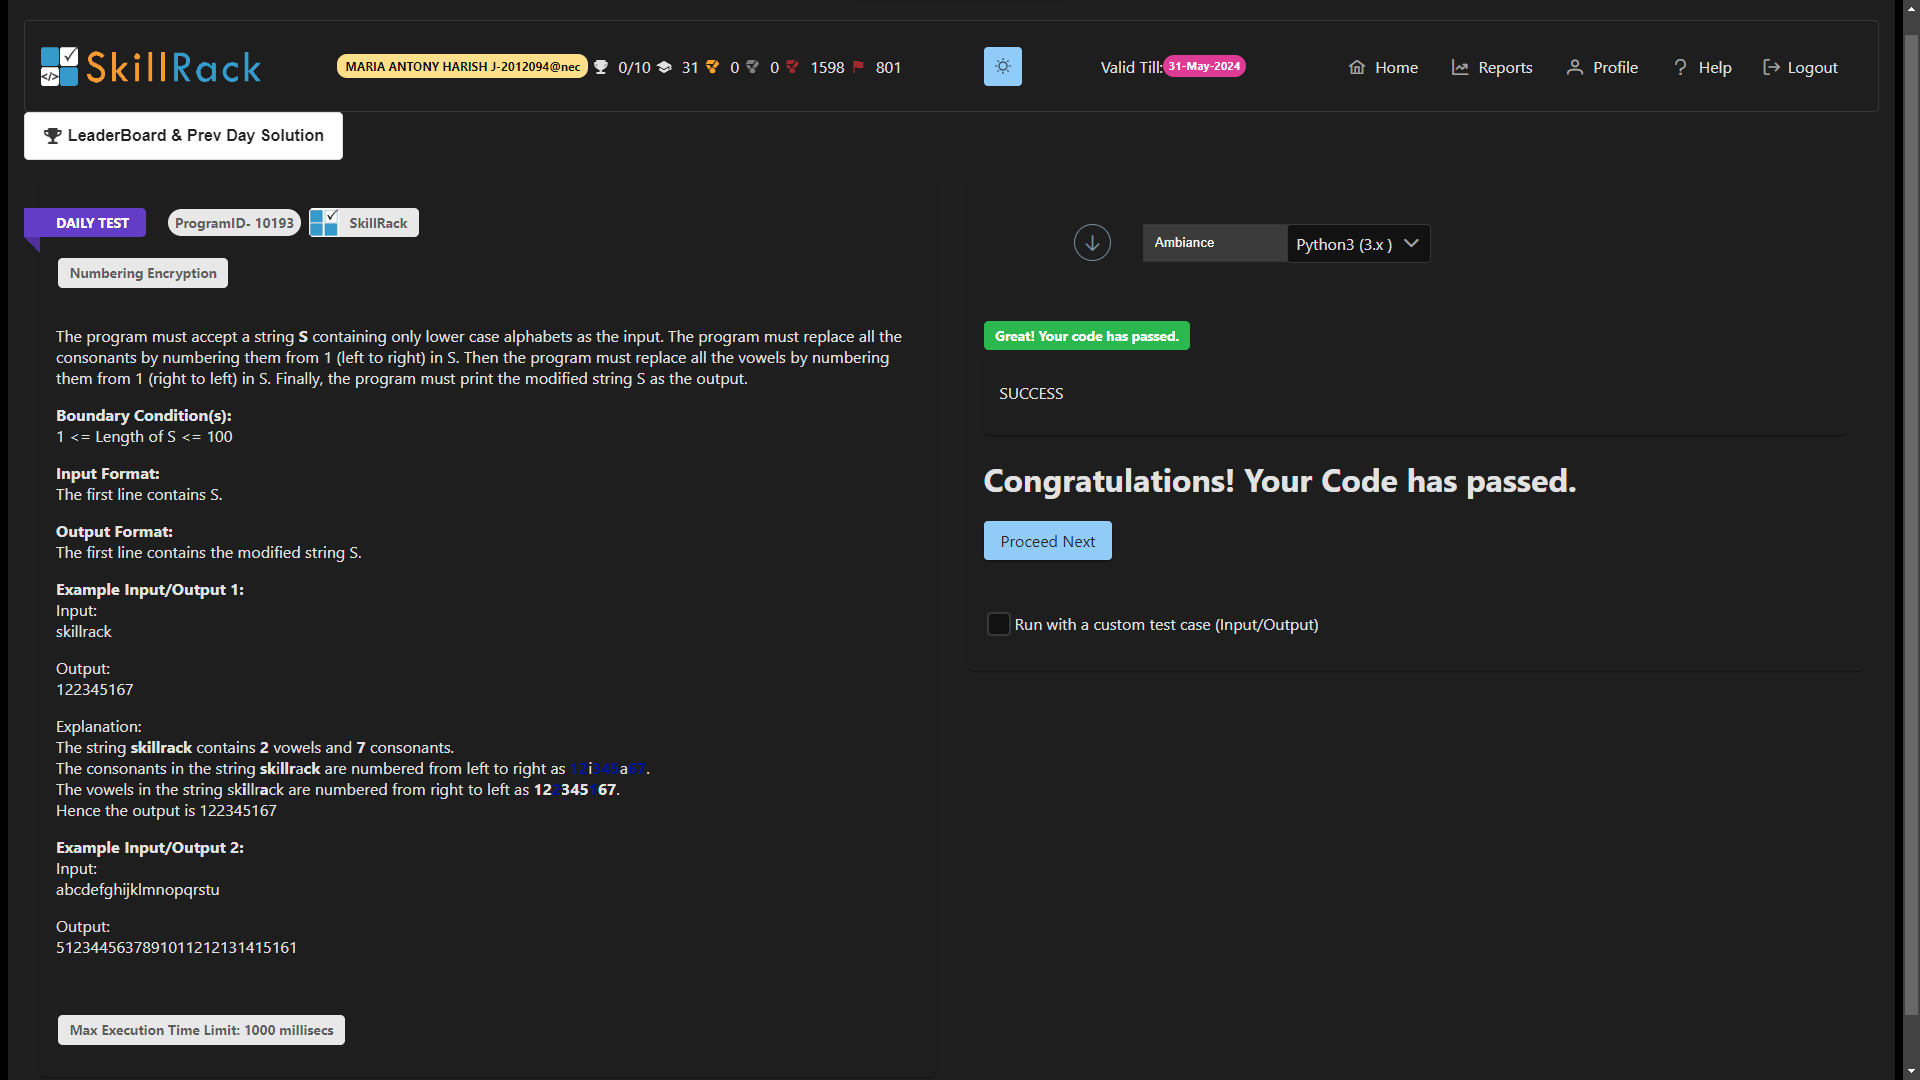 SkillRack
MARIA ANTONY HARISH J-2012094@nec 0/10 31 0 0 1598 801
Valid Till: 31-May-2024
Home Reports Profile Help Logout
LeaderBoard & Prev Day Solution
DAILY TEST ProgramID- 10193 SkillRack
Ambiance Python3 (3.x )
Numbering Encryption
The program must accept a string S containing only lower case alphabets as the input. The program must replace all the
consonants by numbering them from 1 (left to right) in S. Then the program must replace all the vowels by numbering
them from 1 (right to left) in S. Finally, the program must print the modified string S as the output.
Boundary Condition(s):
1 <= Length of S <= 100
Input Format:
The first line contains S.
Output Format:
The first line contains the modified string S.
Example Input/Output 1:
Input:
skillrack
Output:
122345167
Explanation:
The string skillrack contains 2 vowels and 7 consonants.
The consonants in the string skillrack are numbered from left to right as 12i345a67.
The vowels in the string skillrack are numbered from right to left as 122345167.
Hence the output is 122345167
Example Input/Output 2:
Input:
abcdefghijklmnopqrstu
Output:
5123445637891011212131415161
Max Execution Time Limit: 1000 millisecs
Great! Your code has passed.
SUCCESS
Congratulations! Your Code has passed.
Proceed Next
Run with a custom test case (Input/Output)